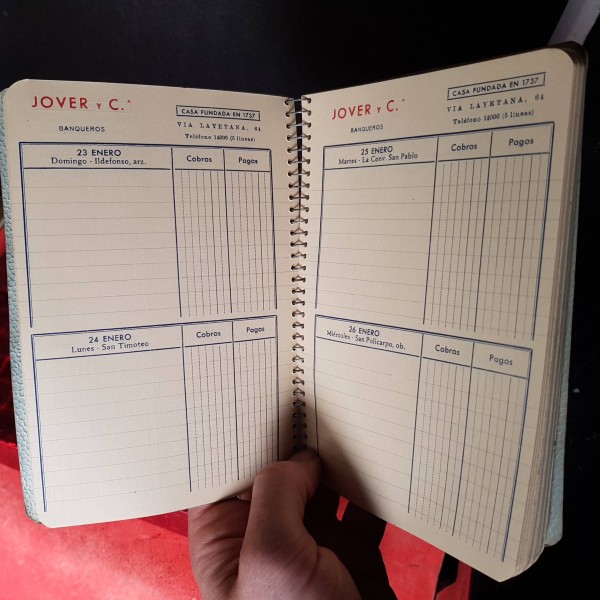 JOVER Y C.ª
CASA FUNDADA EN 1737
BANQUEROS
VIA LAYETANA, 64
Teléfono 14006 (5 líneas)
23 ENERO
Domingo - Ildefonso, arz.
Cobros
Pagos
24 ENERO
Lunes - San Timoteo
Cobros
Pagos
JOVER Y C.ª
CASA FUNDADA EN 1737
BANQUEROS
VIA LAYETANA, 64
Teléfono 14006 (5 líneas)
25 ENERO
Martes - La Conv. San Pablo
Cobros
Pagos
26 ENERO
Miércoles - San Policarpo, ob.
Cobros
Pagos